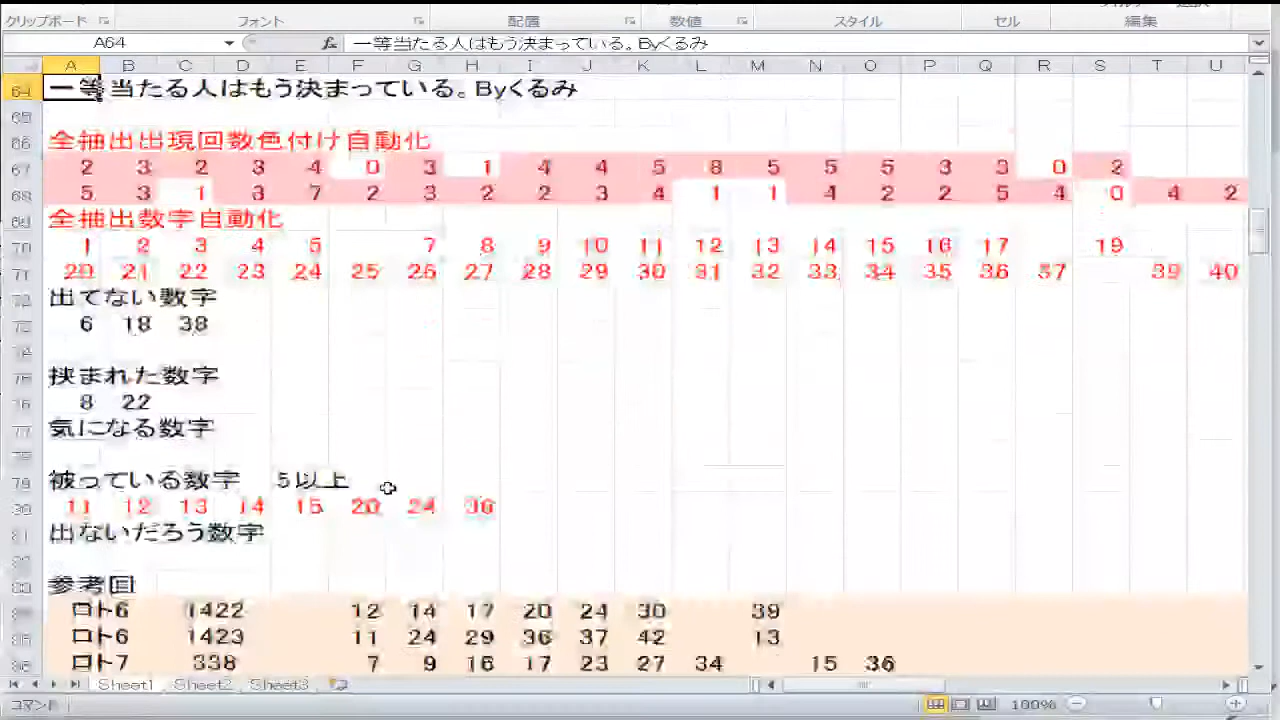 クリップボード フォント 配置 数値 スタイル セル 編集
A64 fx 一等当たる人はもう決まっている。Byくるみ
A B C D E F G H I J K L M N O P Q R S T U
64 一等当たる人はもう決まっている。Byくるみ
65
66 全抽出出現回数色付け自動化
67 2 3 2 3 4 0 3 1 4 4 5 8 5 5 5 3 3 0 2
68 5 3 1 3 7 2 3 2 2 3 4 1 1 4 2 2 5 4 0 4 2
69 全抽出数字自動化
70 1 2 3 4 5 7 8 9 10 11 12 13 14 15 16 17 19
71 20 21 22 23 24 25 26 27 28 29 30 31 32 33 34 35 36 37 39 40
72 出てない数字
73 6 18 38
74
75 挟まれた数字
76 8 22
77 気になる数字
78
79 被っている数字 5以上
80 11 12 13 14 15 20 24 36
81 出ないだろう数字
82
83 参考回
84 ロト6 1422 12 14 17 20 24 30 39
85 ロト6 1423 11 24 29 36 37 42 13
86 ロト7 338 7 9 16 17 23 27 34 15 36
Sheet1 Sheet2 Sheet3
コマンド 100%